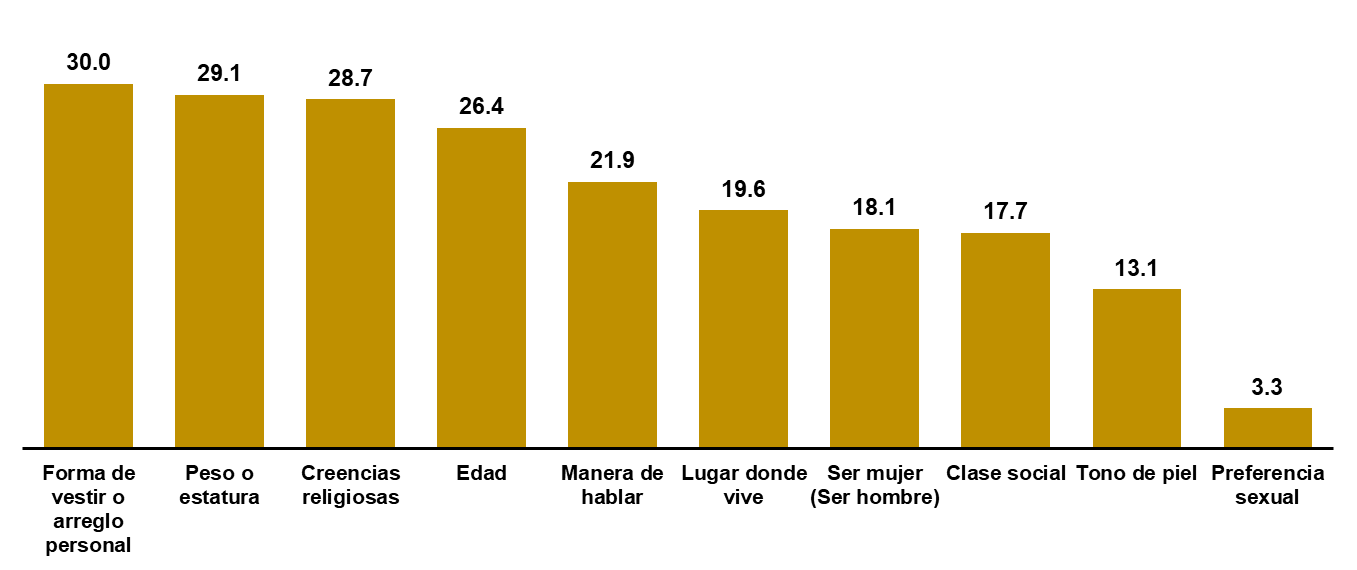 30.0
29.1
28.7
26.4
21.9
19.6
18.1
17.7
13.1
3.3
Forma de
vestir o
arreglo
personal
Peso o
estatura
Creencias
religiosas
Edad
Manera de
hablar
Lugar donde
vive
Ser mujer
(Ser hombre)
Clase social
Tono de piel
Preferencia
sexual